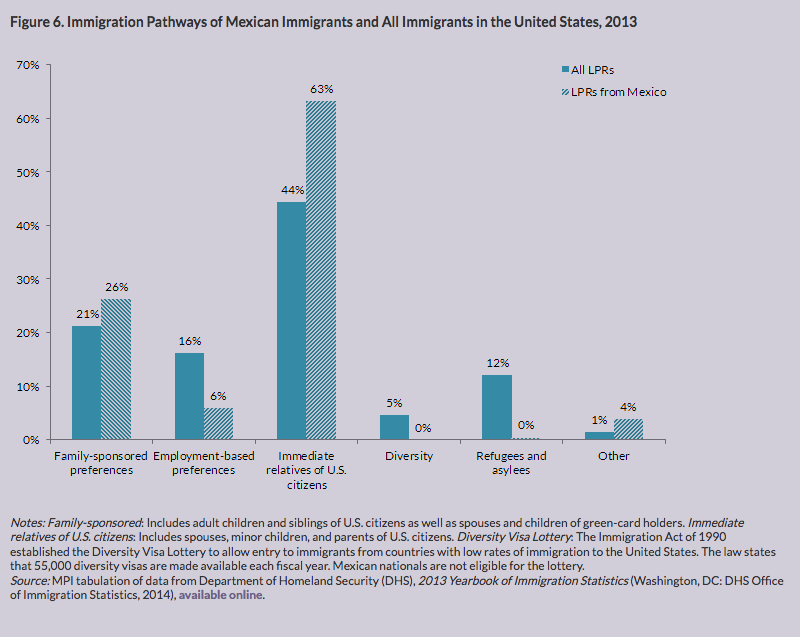 Figure 6. Immigration Pathways of Mexican Immigrants and All Immigrants in the United States, 2013
70%
60%
50%
40%
30%
20%
10%
0%
All LPRs
LPRs from Mexico
21%
26%
16%
6%
44%
63%
5%
0%
12%
0%
1%
4%
Family-sponsored
preferences
Employment-based
preferences
Immediate
relatives of U.S.
citizens
Diversity
Refugees and
asylees
Other
Notes: Family-sponsored: Includes adult children and siblings of U.S. citizens as well as spouses and children of green-card holders. Immediate
relatives of U.S. citizens: Includes spouses, minor children, and parents of U.S. citizens. Diversity Visa Lottery: The Immigration Act of 1990
established the Diversity Visa Lottery to allow entry to immigrants from countries with low rates of immigration to the United States. The law states
that 55,000 diversity visas are made available each fiscal year. Mexican nationals are not eligible for the lottery.
Source: MPI tabulation of data from Department of Homeland Security (DHS), 2013 Yearbook of Immigration Statistics (Washington, DC: DHS Office
of Immigration Statistics, 2014), available online.